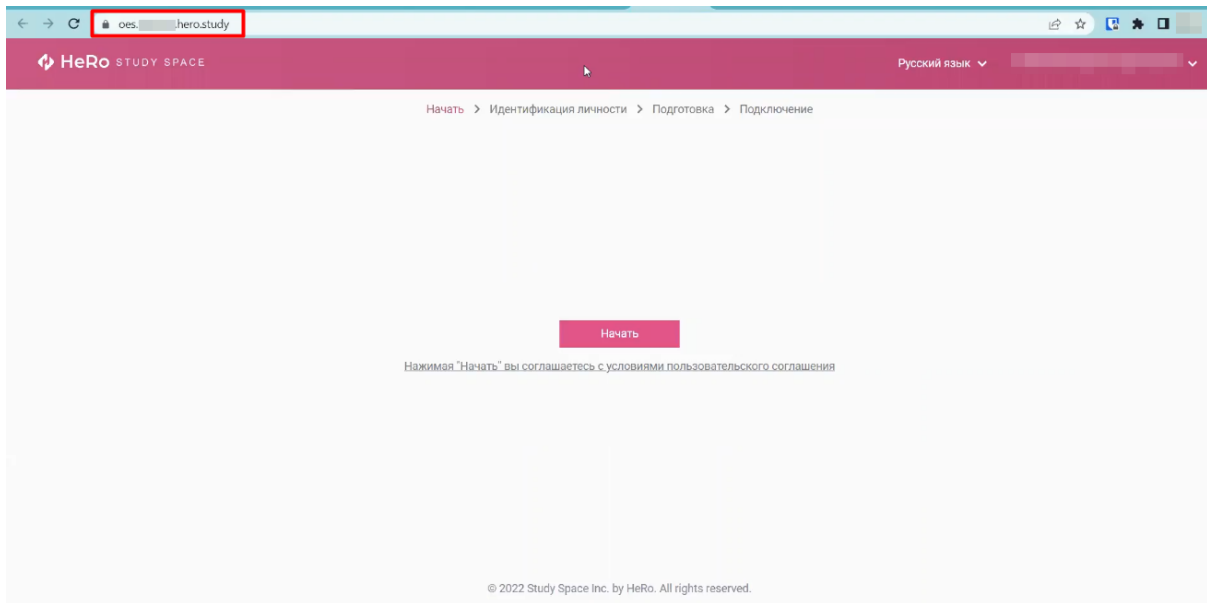 oes. .hero.study
HeRo STUDY SPACE
Русский язык
Начать > Идентификация личности > Подготовка > Подключение
Начать
Нажимая "Начать" вы соглашаетесь с условиями пользовательского соглашения
© 2022 Study Space Inc. by HeRo. All rights reserved.